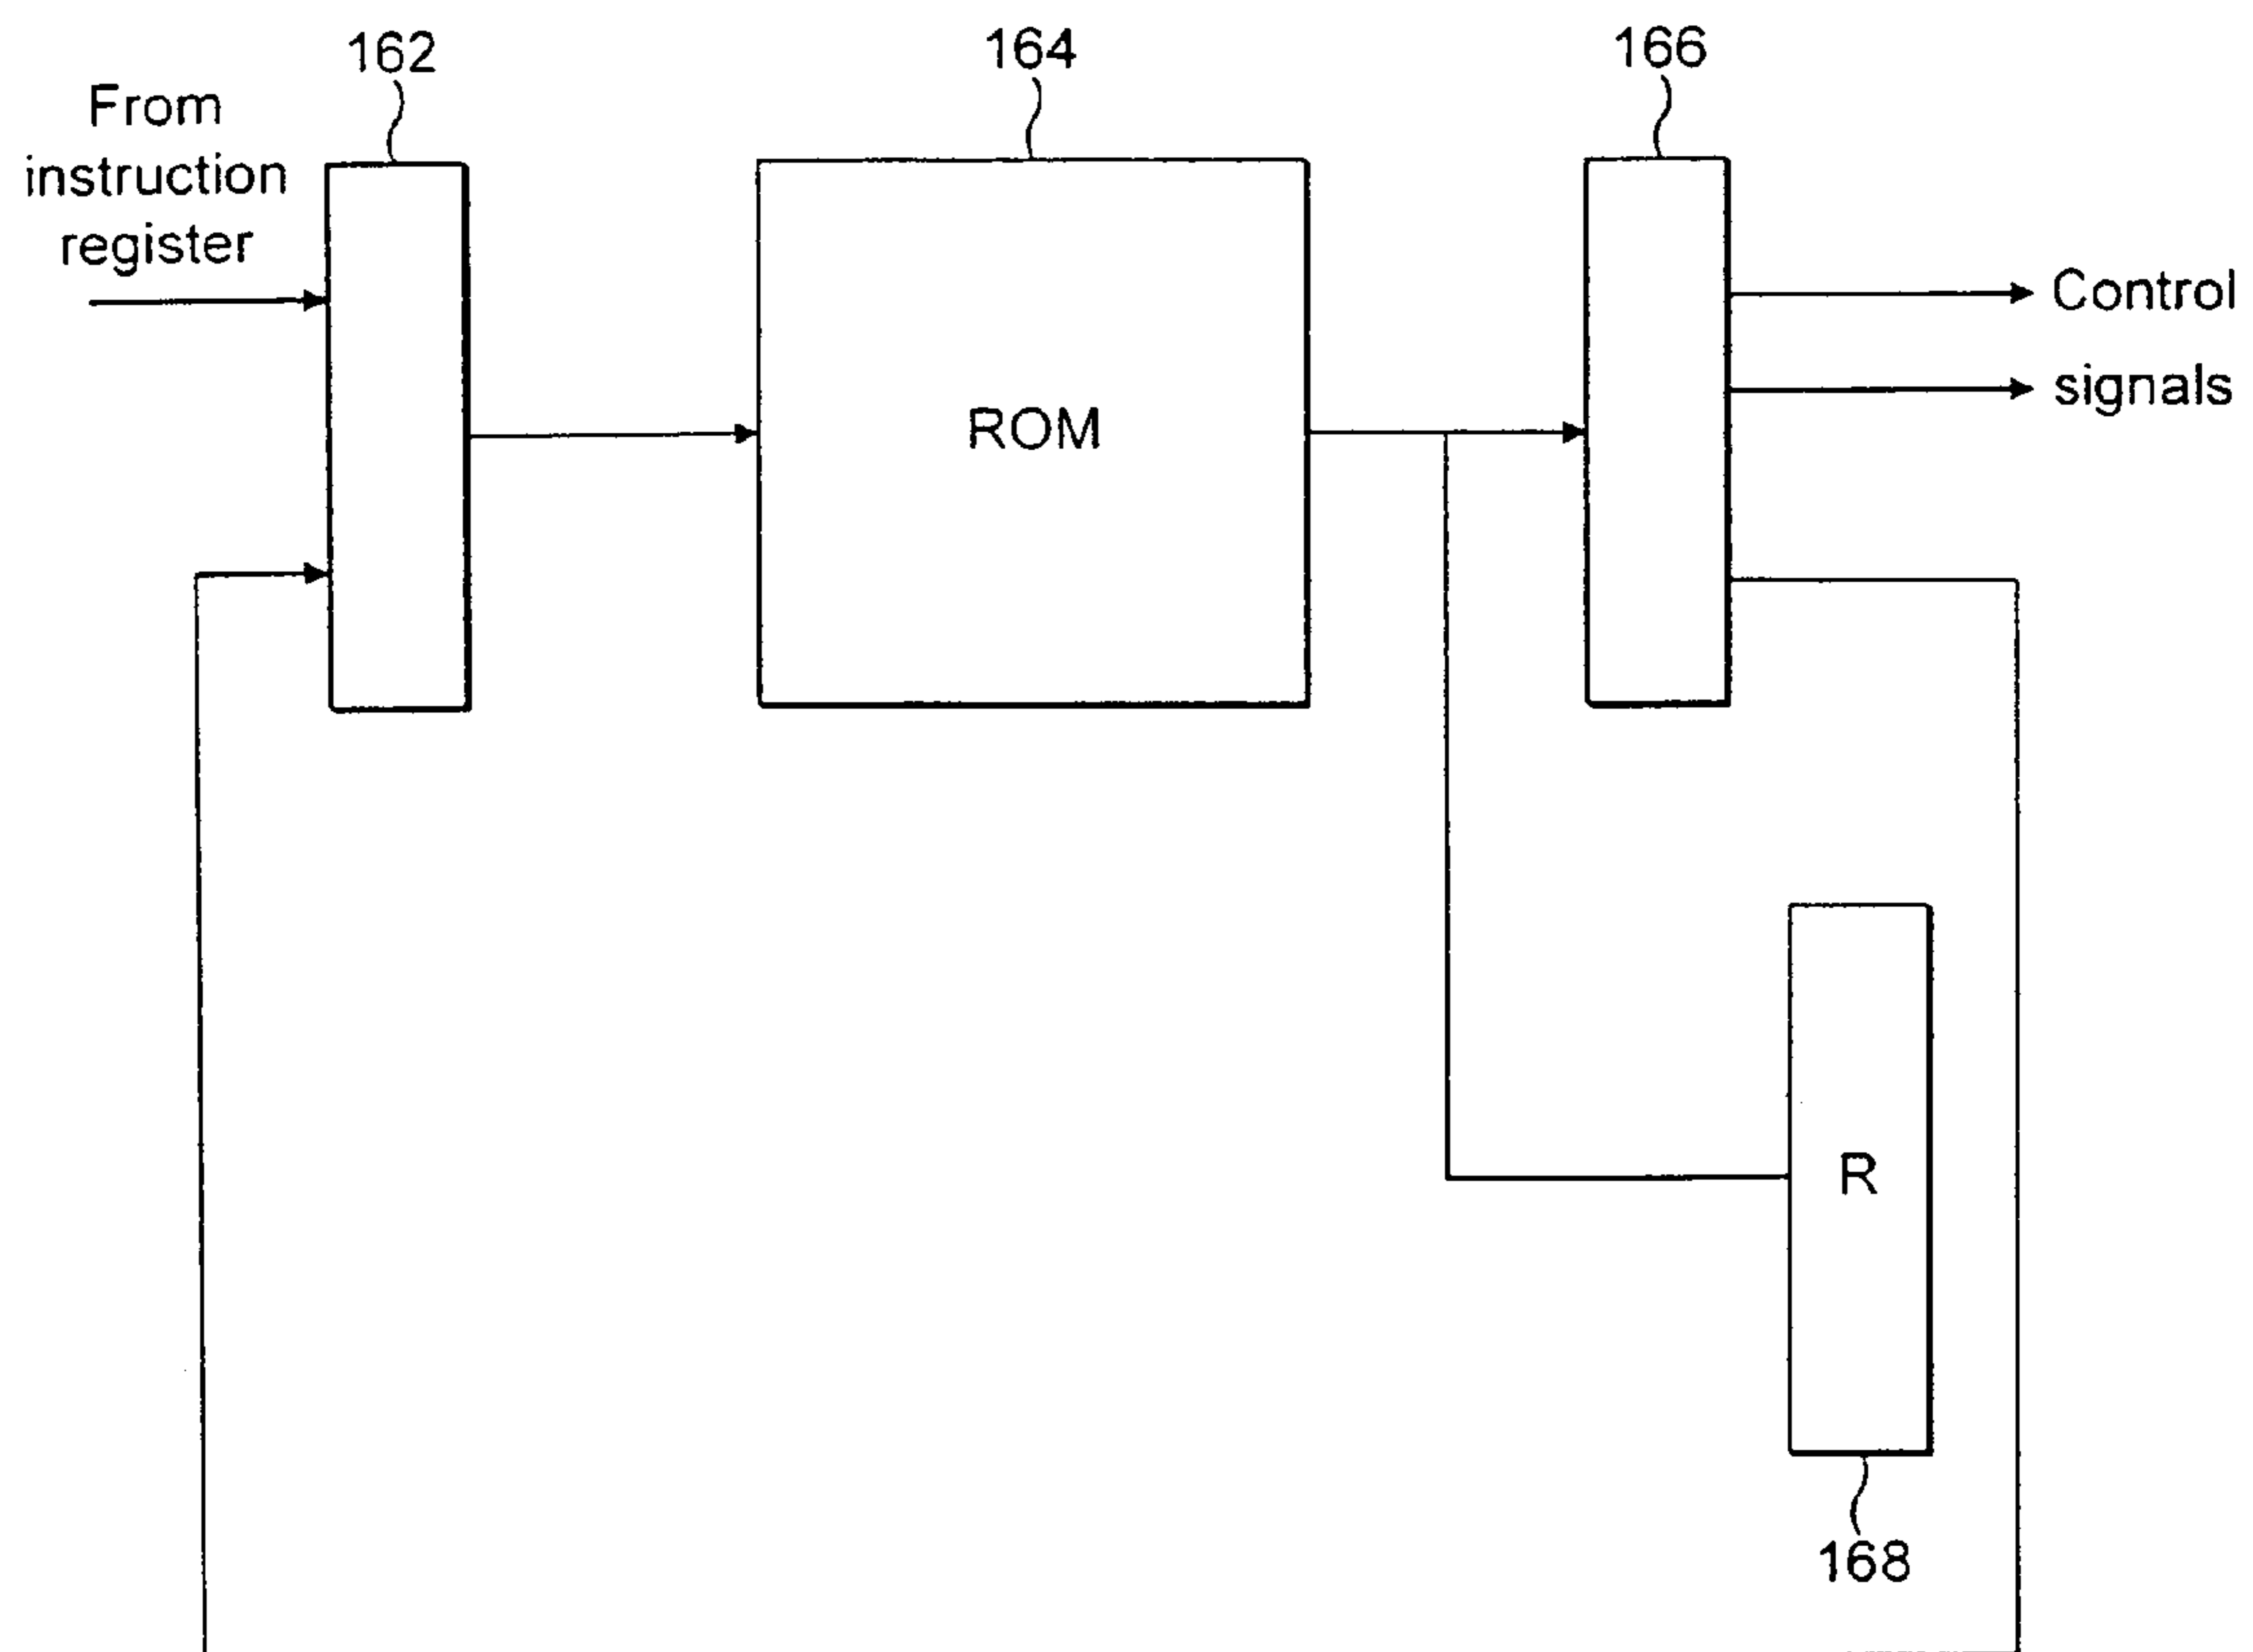 162
164
166
From
instruction
register
Control
signals
ROM
R
168